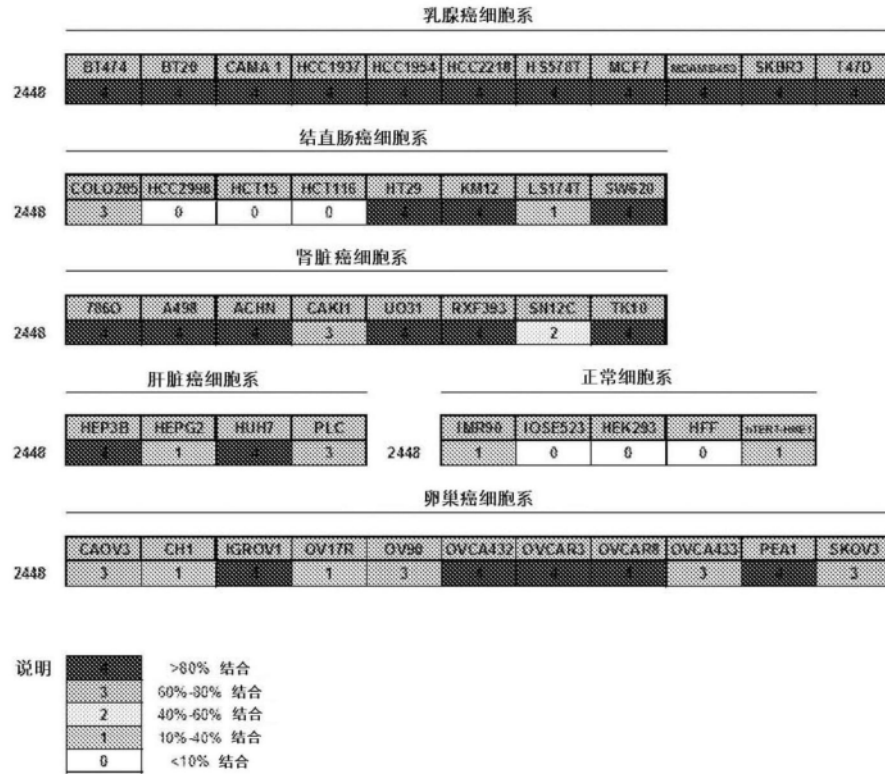 乳腺癌细胞系
BT474 BT20 CAMA 1 HCC1937 HCC1954 HCC2218 HS578T MCF7 MDAMB453 SKBR3 T47D
2448 4 4 4 4 4 4 4 4 4 4 4
结直肠癌细胞系
COLO205 HCC2998 HCT15 HCT116 HT29 KM12 LS174T SW620
2448 3 0 0 0 4 4 1 4
肾脏癌细胞系
786O A498 ACHN CAKI1 UO31 RXF393 SN12C TK10
2448 4 4 4 3 4 4 2 4
肝脏癌细胞系 正常细胞系
HEP3B HEPG2 HUH7 PLC IMR90 IOSE523 HEK293 HFF hTERT-HME1
2448 4 1 4 3 2448 1 0 0 0 1
卵巢癌细胞系
CAOV3 CH1 IGROV1 OV17R OV90 OVCA432 OVCAR3 OVCAR8 OVCA433 PEA1 SKOV3
2448 3 1 4 1 3 4 4 4 3 4 3
说明 4 >80% 结合
3 60%-80% 结合
2 40%-60% 结合
1 10%-40% 结合
0 <10% 结合